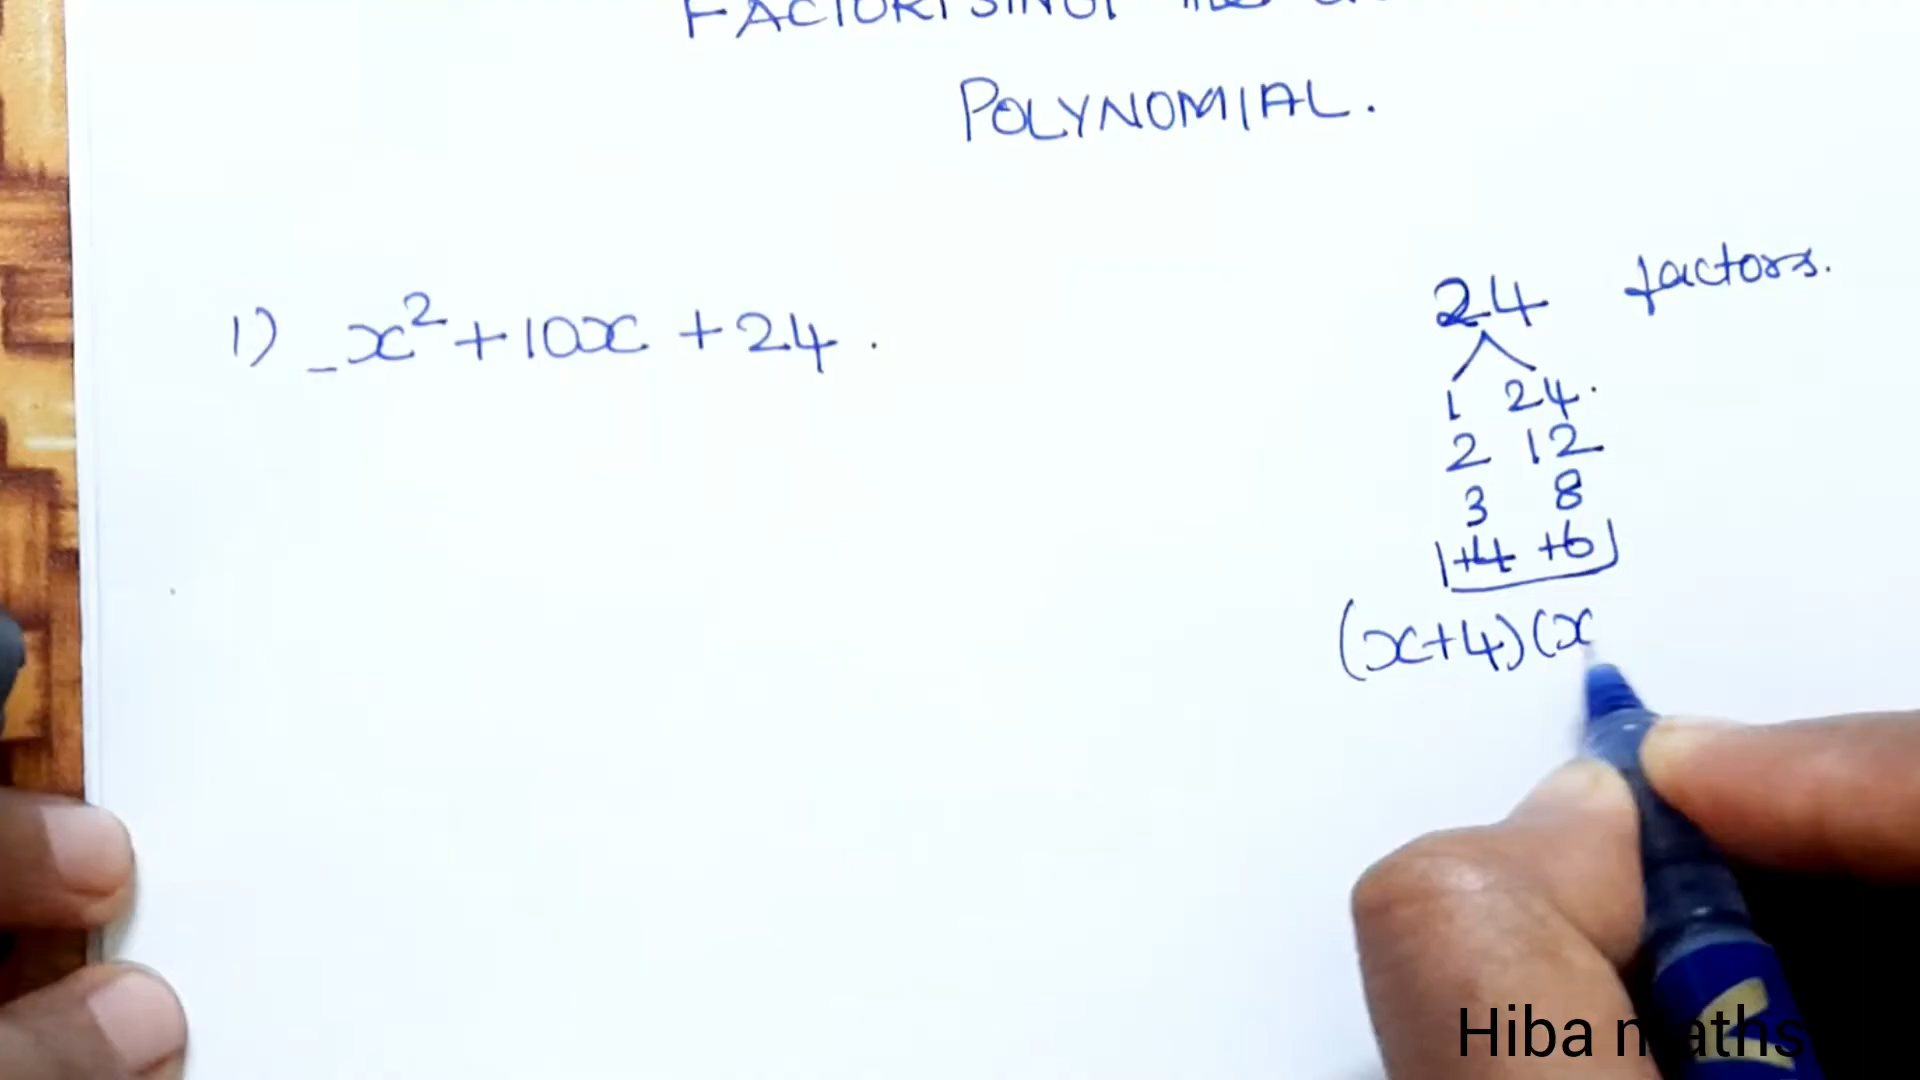 POLYNOMIAL.
1) x² + 10x + 24.
24 factors.
1 24.
2 12
3 8
+4 +6
(x+4)(x
Hiba maths